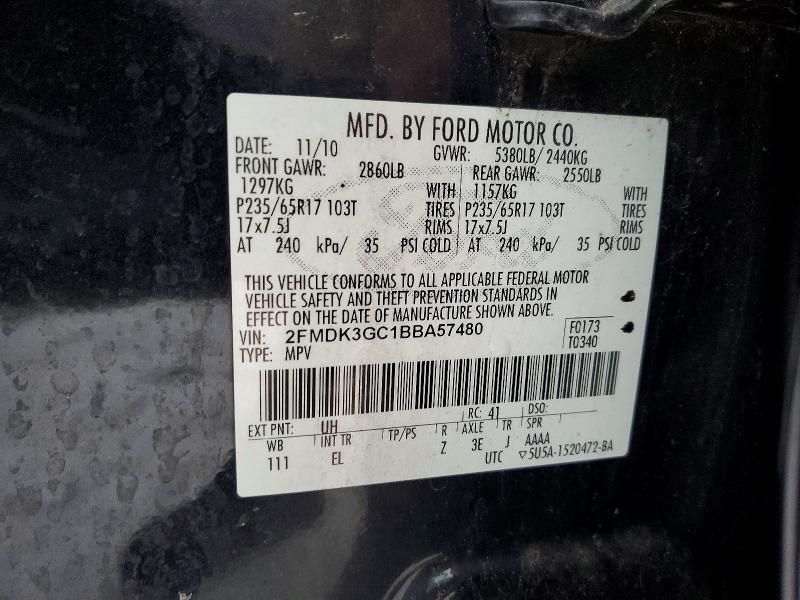 MFD. BY FORD MOTOR CO.
DATE: 11/10 GVWR: 5380LB/ 2440KG
FRONT GAWR: 2860LB REAR GAWR: 2550LB
1297KG WITH 1157KG WITH
P235/65R17 103T TIRES P235/65R17 103T TIRES
17x7.5J RIMS 17x7.5J RIMS
AT 240 kPa/ 35 PSI COLD AT 240 kPa/ 35 PSI COLD
THIS VEHICLE CONFORMS TO ALL APPLICABLE FEDERAL MOTOR
VEHICLE SAFETY AND THEFT PREVENTION STANDARDS IN
EFFECT ON THE DATE OF MANUFACTURE SHOWN ABOVE.
VIN: 2FMDK3GC1BBA57480 F0173
TYPE: MPV T0340
EXT PNT: UH RC: 41 DSO:
WB INT TR TP/PS R AXLE TR SPR
111 EL Z 3E J AAAA
UTC ▽5U5A-1520472-BA